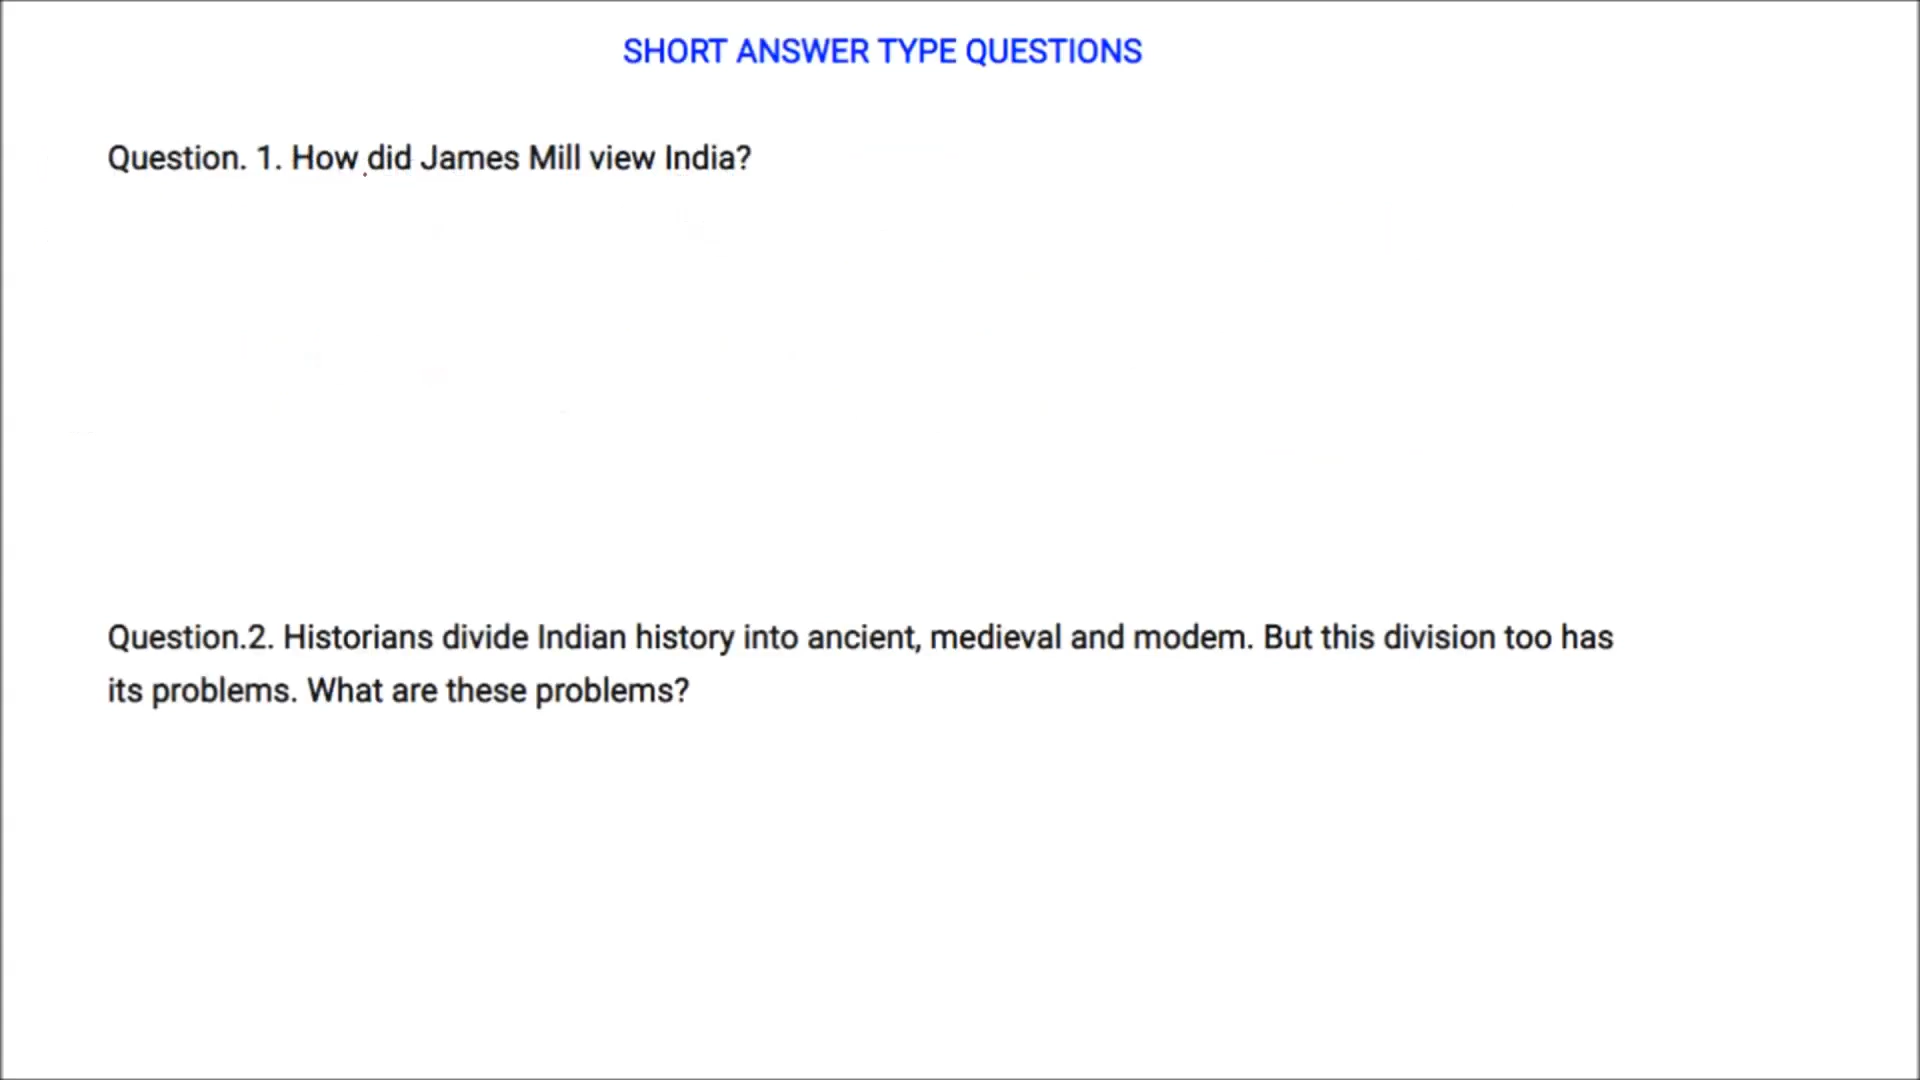 SHORT ANSWER TYPE QUESTIONS
Question. 1. How did James Mill view India?
Question.2. Historians divide Indian history into ancient, medieval and modem. But this division too has
its problems. What are these problems?